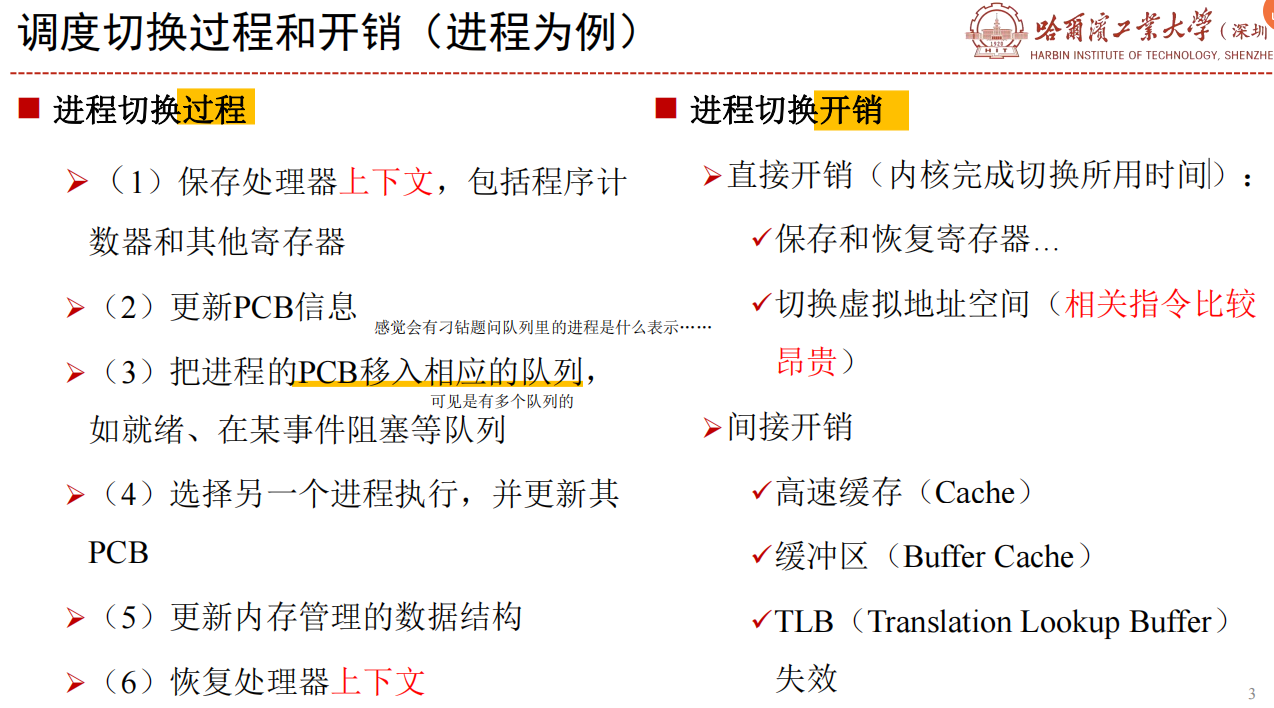 调度切换过程和开销（进程为例）
哈尔滨工业大学（深圳
HARBIN INSTITUTE OF TECHNOLOGY, SHENZHE
进程切换过程
（1）保存处理器上下文，包括程序计
数器和其他寄存器
（2）更新PCB信息
感觉会有刁钻题问队列里的进程是什么表示……
（3）把进程的PCB移入相应的队列，
可见是有多个队列的
如就绪、在某事件阻塞等队列
（4）选择另一个进程执行，并更新其
PCB
（5）更新内存管理的数据结构
（6）恢复处理器上下文
进程切换开销
直接开销（内核完成切换所用时间）：
保存和恢复寄存器…
切换虚拟地址空间（相关指令比较
昂贵）
间接开销
高速缓存（Cache）
缓冲区（Buffer Cache）
TLB（Translation Lookup Buffer）
失效
3